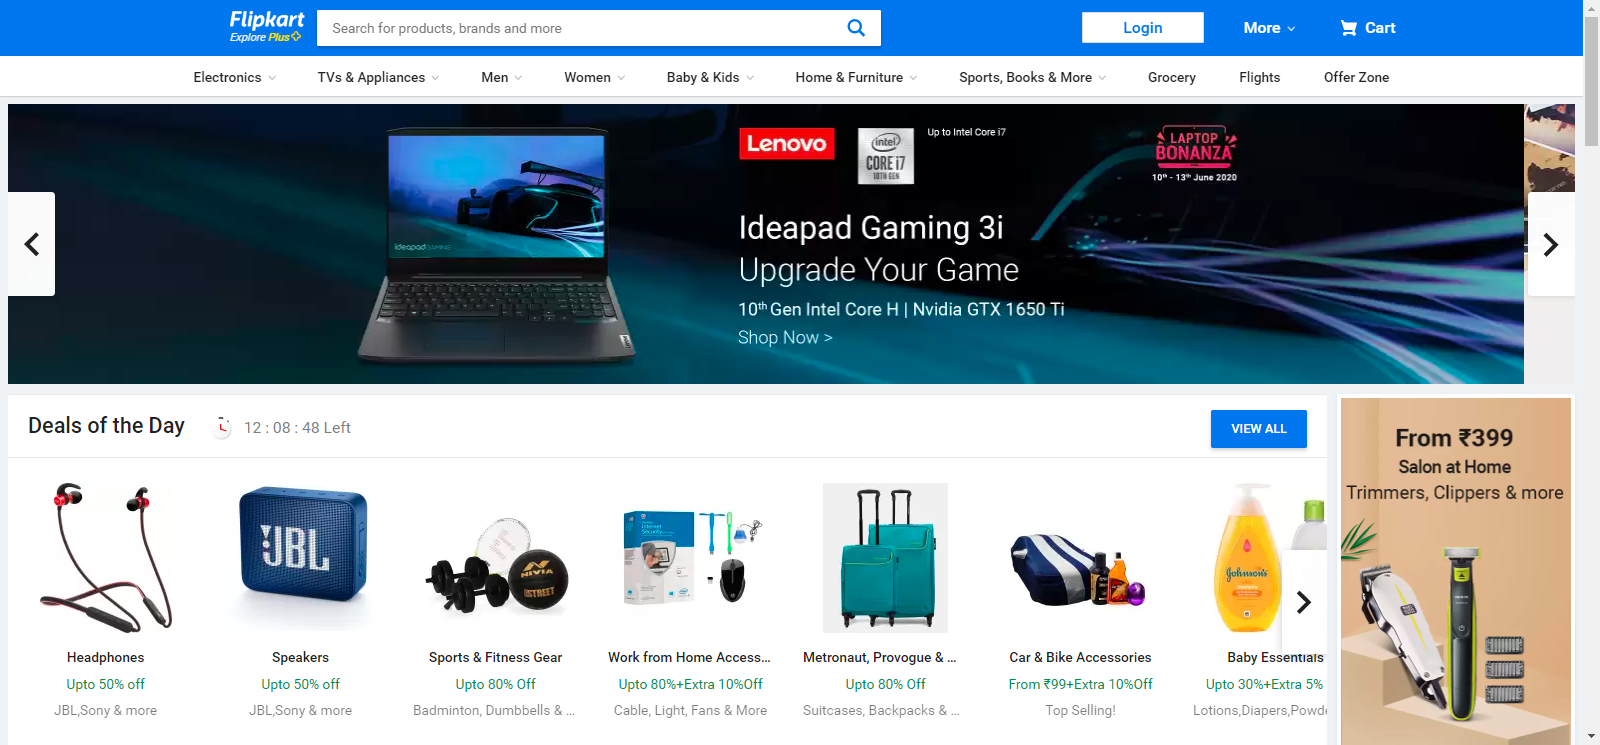 Flipkart
Explore Plus
Search for products, brands and more
Login
More
Cart
Electronics
TVs & Appliances
Men
Women
Baby & Kids
Home & Furniture
Sports, Books & More
Grocery
Flights
Offer Zone
Lenovo
intel
CORE i7
10TH GEN
Up to Intel Core i7
LAPTOP
BONANZA
10th - 13th June 2020
ideapad GAMING
Lenovo
Ideapad Gaming 3i
Upgrade Your Game
10th Gen Intel Core H | Nvidia GTX 1650 Ti
Shop Now >
Deals of the Day
12 : 08 : 48 Left
VIEW ALL
JBL
NIVIA
STREET
Internet
Security
Johnson's
Headphones
Upto 50% off
JBL,Sony & more
Speakers
Upto 50% off
JBL,Sony & more
Sports & Fitness Gear
Upto 80% Off
Badminton, Dumbbells & ...
Work from Home Access...
Upto 80%+Extra 10%Off
Cable, Light, Fans & More
Metronaut, Provogue & ...
Upto 80% Off
Suitcases, Backpacks & ...
Car & Bike Accessories
From ₹99+Extra 10%Off
Top Selling!
Baby Essentials
Upto 30%+Extra 5%
Lotions,Diapers,Powde
From ₹399
Salon at Home
Trimmers, Clippers & more
PHILIPS